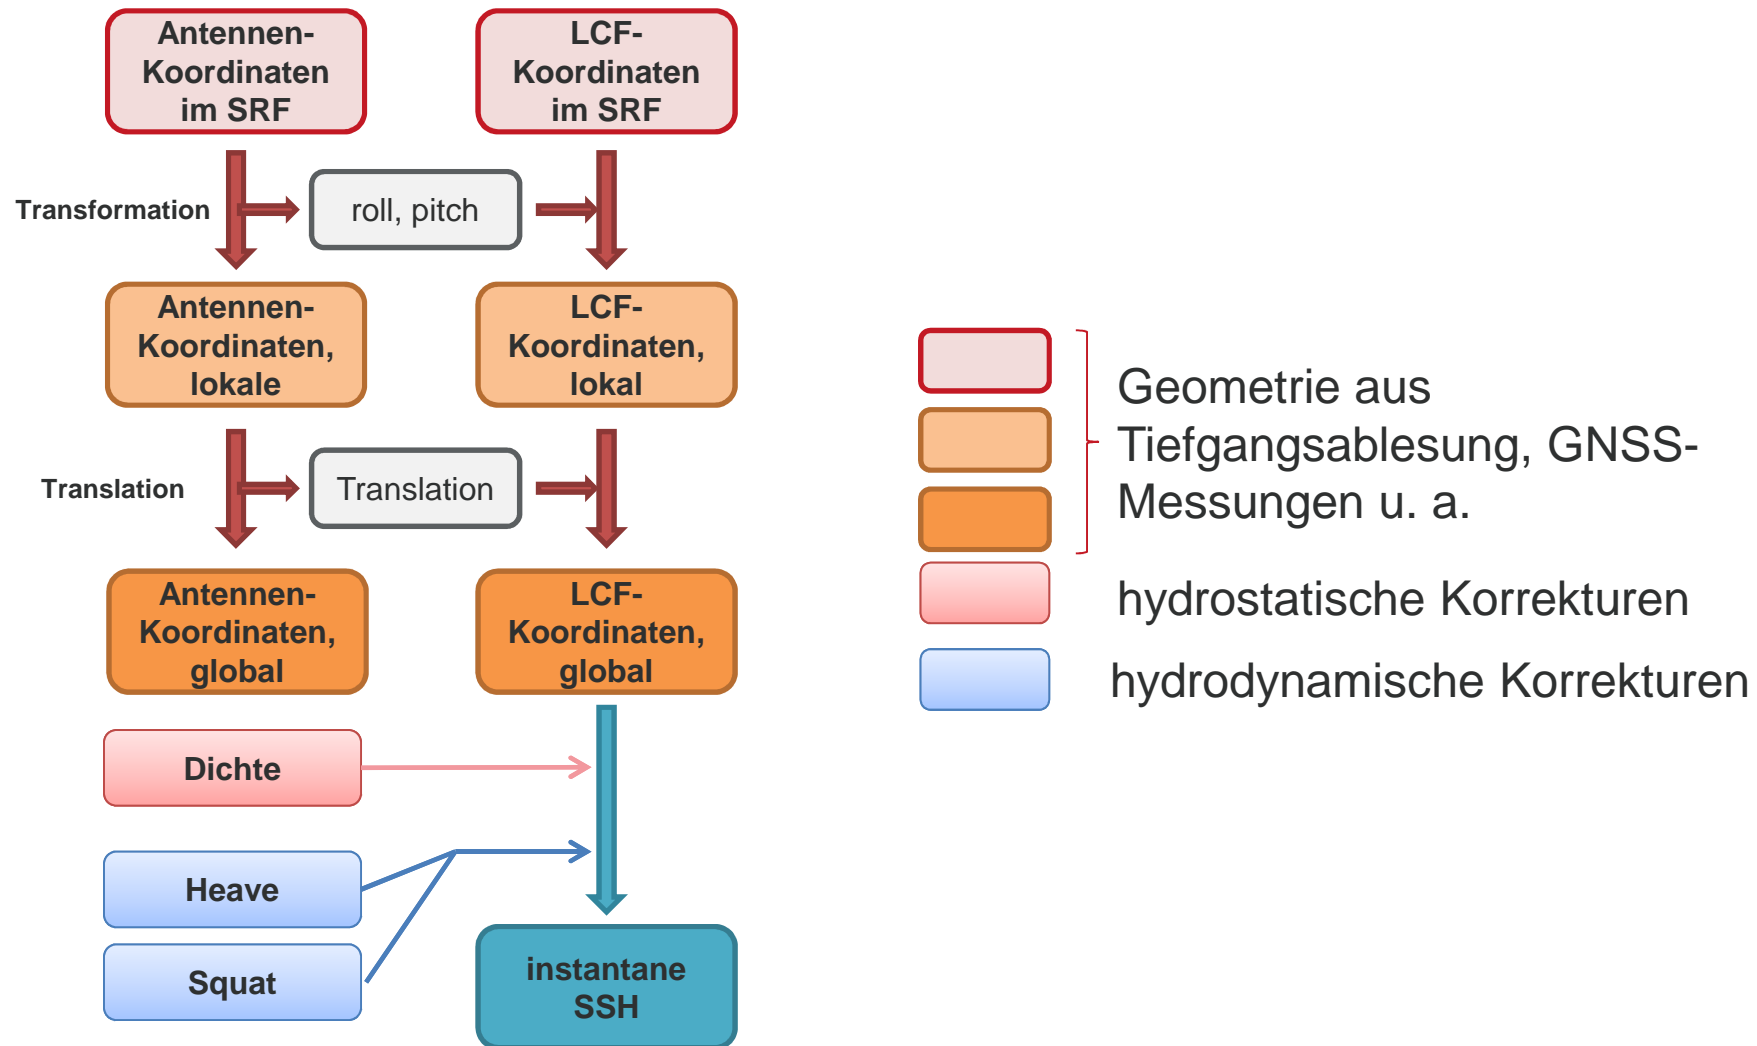 Antennen-
Koordinaten
im SRF
LCF-
Koordinaten
im SRF
Transformation
roll, pitch
Antennen-
Koordinaten,
lokale
LCF-
Koordinaten,
lokal
Translation
Translation
Antennen-
Koordinaten,
global
LCF-
Koordinaten,
global
Dichte
Heave
Squat
instantane
SSH
Geometrie aus
Tiefgangsablesung, GNSS-
Messungen u. a.
hydrostatische Korrekturen
hydrodynamische Korrekturen